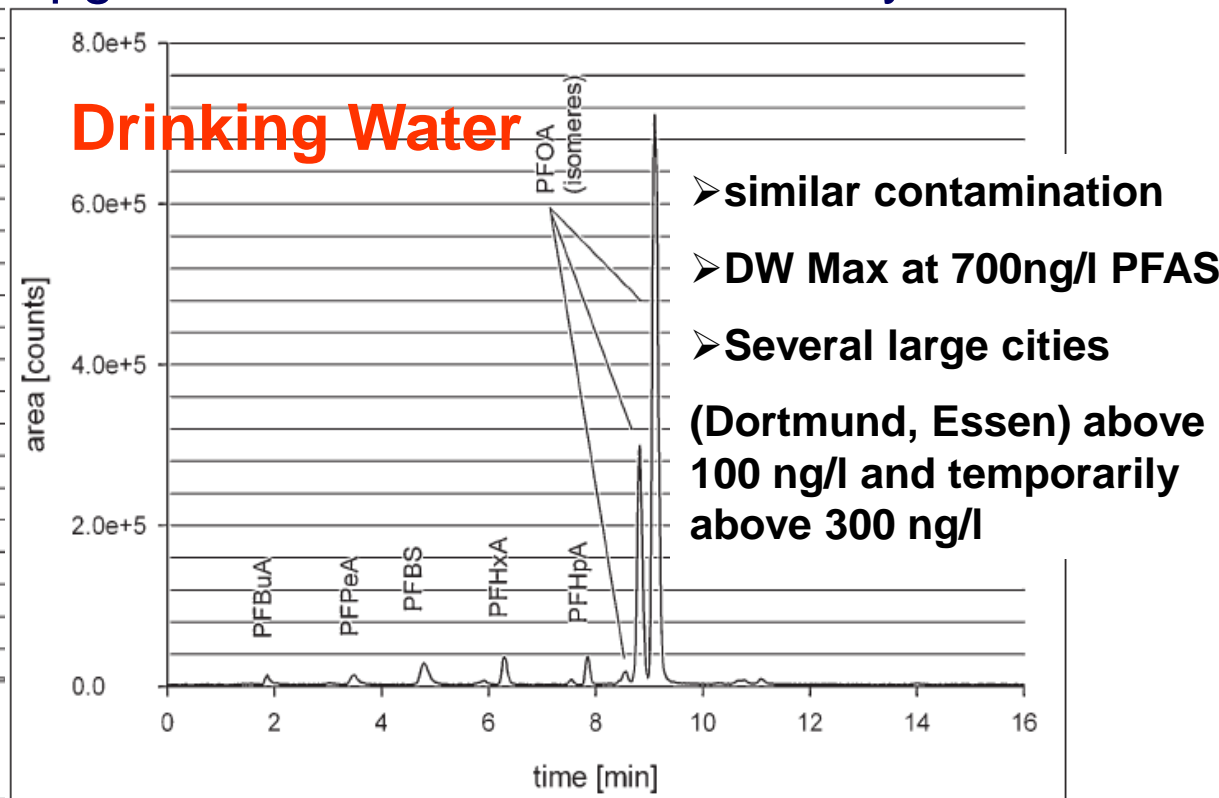 Drinking Water
8.0e+5
6.0e+5
4.0e+5
2.0e+5
0.0
area [counts]
PFBuA
PFPeA
PFBS
PFHxA
PFHpA
PFOA
(isomeres)
0 2 4 6 8 10 12 14 16
time [min]
➢similar contamination
➢DW Max at 700ng/l PFAS
➢Several large cities
(Dortmund, Essen) above
100 ng/l and temporarily
above 300 ng/l